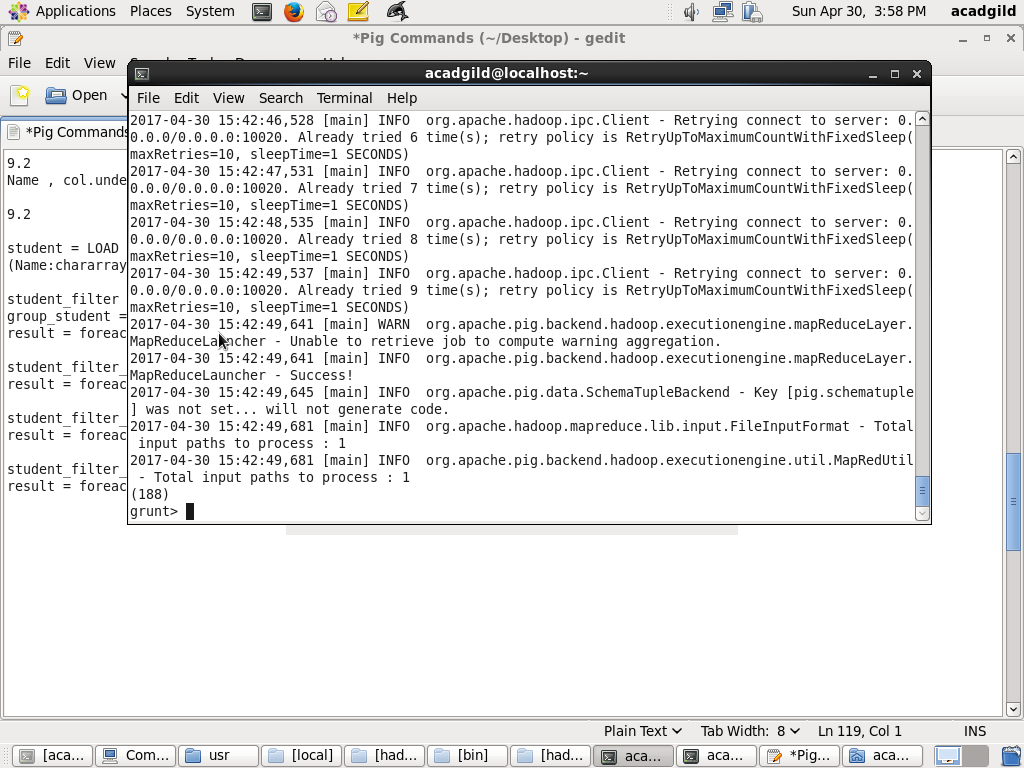 Applications Places System Sun Apr 30, 3:58 PM acadgild
*Pig Commands (~/Desktop) - gedit
File Edit View
Open
*Pig Commands
acadgild@localhost:~
File Edit View Search Terminal Help
9.2
Name , col.unde
9.2
student = LOAD
(Name:chararray
student_filter
group_student =
result = foreac
student_filter_
result = foreac
student_filter_
result = foreac
student_filter_
result = foreac
2017-04-30 15:42:46,528 [main] INFO  org.apache.hadoop.ipc.Client - Retrying connect to server: 0.
0.0.0/0.0.0.0:10020. Already tried 6 time(s); retry policy is RetryUpToMaximumCountWithFixedSleep(
maxRetries=10, sleepTime=1 SECONDS)
2017-04-30 15:42:47,531 [main] INFO  org.apache.hadoop.ipc.Client - Retrying connect to server: 0.
0.0.0/0.0.0.0:10020. Already tried 7 time(s); retry policy is RetryUpToMaximumCountWithFixedSleep(
maxRetries=10, sleepTime=1 SECONDS)
2017-04-30 15:42:48,535 [main] INFO  org.apache.hadoop.ipc.Client - Retrying connect to server: 0.
0.0.0/0.0.0.0:10020. Already tried 8 time(s); retry policy is RetryUpToMaximumCountWithFixedSleep(
maxRetries=10, sleepTime=1 SECONDS)
2017-04-30 15:42:49,537 [main] INFO  org.apache.hadoop.ipc.Client - Retrying connect to server: 0.
0.0.0/0.0.0.0:10020. Already tried 9 time(s); retry policy is RetryUpToMaximumCountWithFixedSleep(
maxRetries=10, sleepTime=1 SECONDS)
2017-04-30 15:42:49,641 [main] WARN  org.apache.pig.backend.hadoop.executionengine.mapReduceLayer.
MapReduceLauncher - Unable to retrieve job to compute warning aggregation.
2017-04-30 15:42:49,641 [main] INFO  org.apache.pig.backend.hadoop.executionengine.mapReduceLayer.
MapReduceLauncher - Success!
2017-04-30 15:42:49,645 [main] INFO  org.apache.pig.data.SchemaTupleBackend - Key [pig.schematuple
] was not set... will not generate code.
2017-04-30 15:42:49,681 [main] INFO  org.apache.hadoop.mapreduce.lib.input.FileInputFormat - Total
 input paths to process : 1
2017-04-30 15:42:49,681 [main] INFO  org.apache.pig.backend.hadoop.executionengine.util.MapRedUtil
 - Total input paths to process : 1
(188)
grunt>
Plain Text Tab Width: 8 Ln 119, Col 1 INS
[aca... Com... usr [local] [had... [bin] [had... aca... aca... *Pig... aca...